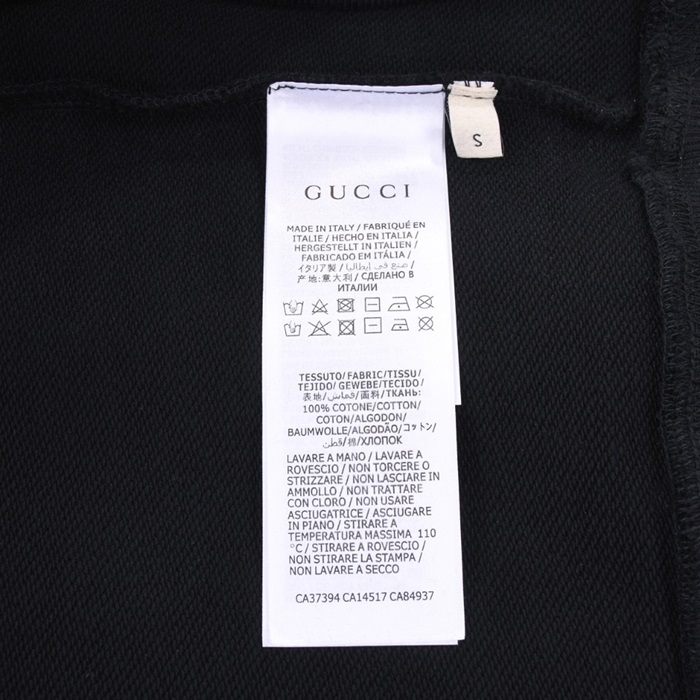 S
GUCCI
MADE IN ITALY / FABRIQUÉ EN
ITALIE / HECHO EN ITALIA /
HERGESTELLT IN ITALIEN /
FABRICADO EM ITÁLIA /
イタリア製 / صنع في إيطاليا /
产地:意大利 / СДЕЛАНО В
ИТАЛИИ
TESSUTO/FABRIC/TISSU/
TEJIDO/ GEWEBE/TECIDO/
表地/قماش/面料/ТКАНЬ:
100% COTONE/COTTON/
COTON/ALGODON/
BAUMWOLLE/ALGODÃO/コットン/
قطن/棉/ХЛОПОК
LAVARE A MANO / LAVARE A
ROVESCIO / NON TORCERE O
STRIZZARE / NON LASCIARE IN
AMMOLLO / NON TRATTARE
CON CLORO / NON USARE
ASCIUGATRICE / ASCIUGARE
IN PIANO / STIRARE A
TEMPERATURA MASSIMA 110
°C / STIRARE A ROVESCIO /
NON STIRARE LA STAMPA /
NON LAVARE A SECCO
CA37394 CA14517 CA84937